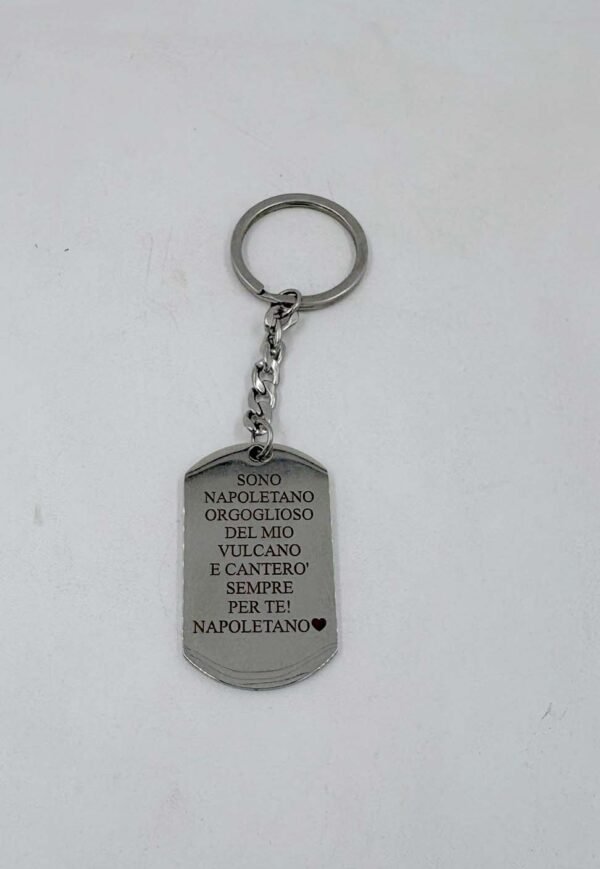 SONO
NAPOLETANO
ORGOGLIOSO
DEL MIO
VULCANO
E CANTERO'
SEMPRE
PER TE!
NAPOLETANO♥